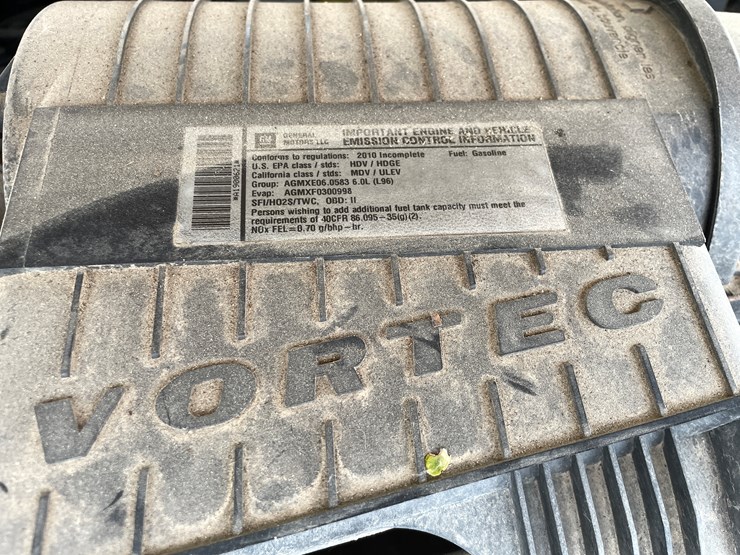 GM
GENERAL MOTORS LLC
IMPORTANT ENGINE AND VEHICLE
EMISSION CONTROL INFORMATION
Conforms to regulations: 2010 Incomplete Fuel: Gasoline
U.S. EPA class / stds: HDV / HDGE
California class / stds: MDV / ULEV
Group: AGMXE06.0583 6.0L (L96)
Evap: AGMXF0300998
SFI/HO2S/TWC, OBD: II
Persons wishing to add additional fuel tank capacity must meet the
requirements of 40CFR 86.095-35(g)(2).
NOx FEL=0.70 g/bhp-hr.
VORTEC